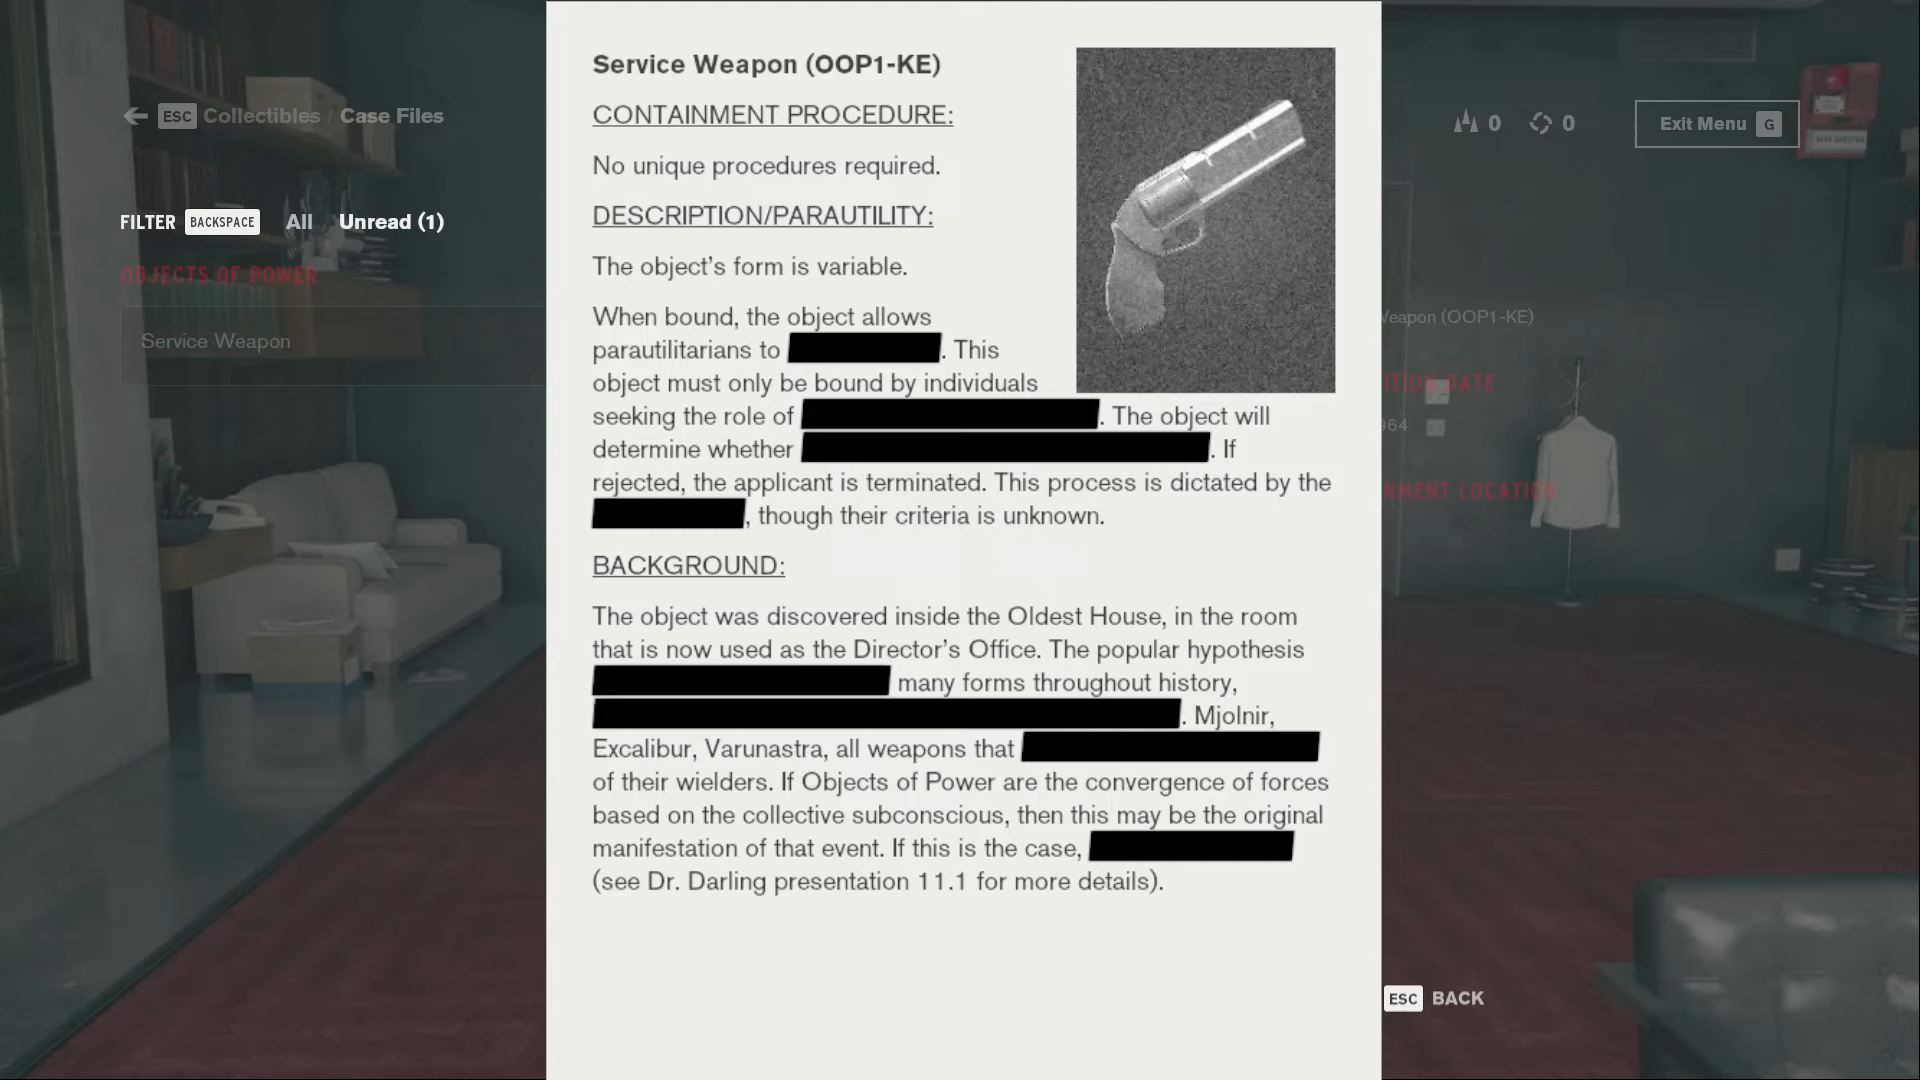 Service Weapon (OOP1-KE)
CONTAINMENT PROCEDURE:
No unique procedures required.
DESCRIPTION/PARAUTILITY:
The object's form is variable.
When bound, the object allows
parautilitarians to . This
object must only be bound by individuals
seeking the role of . The object will
determine whether . If
rejected, the applicant is terminated. This process is dictated by the
, though their criteria is unknown.
BACKGROUND:
The object was discovered inside the Oldest House, in the room
that is now used as the Director's Office. The popular hypothesis
many forms throughout history,
. Mjolnir,
Excalibur, Varunastra, all weapons that
of their wielders. If Objects of Power are the convergence of forces
based on the collective subconscious, then this may be the original
manifestation of that event. If this is the case,
(see Dr. Darling presentation 11.1 for more details).
ESC Collectibles / Case Files
FILTER BACKSPACE All Unread (1)
OBJECTS OF POWER
Service Weapon
0 0
Exit Menu G
(OOP1-KE)
DATE
964
LOCATION
ESC BACK